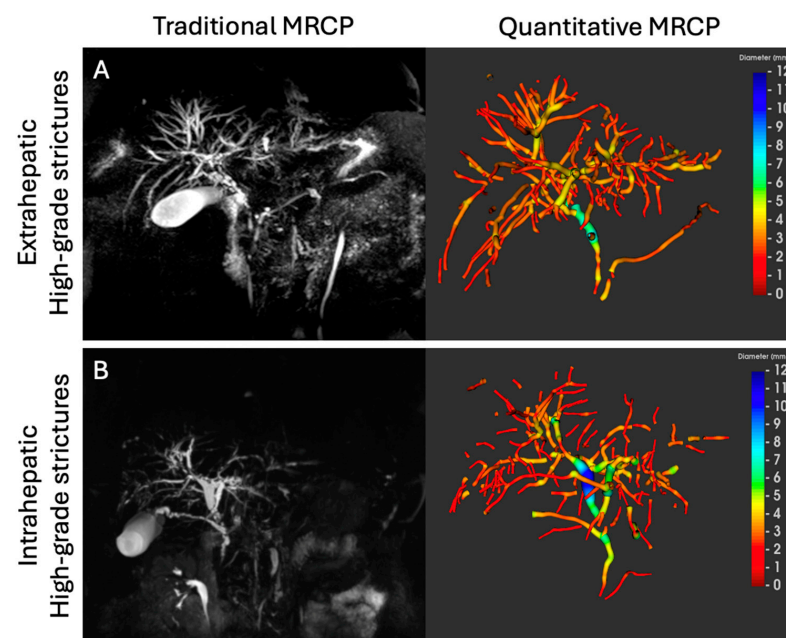 Traditional MRCP
Quantitative MRCP
Extrahepatic
High-grade strictures
A
Diameter (mm
12
11
10
9
8
7
6
5
4
3
2
1
0
Intrahepatic
High-grade strictures
B
Diameter (mm
12
11
10
9
8
7
6
5
4
3
2
1
0